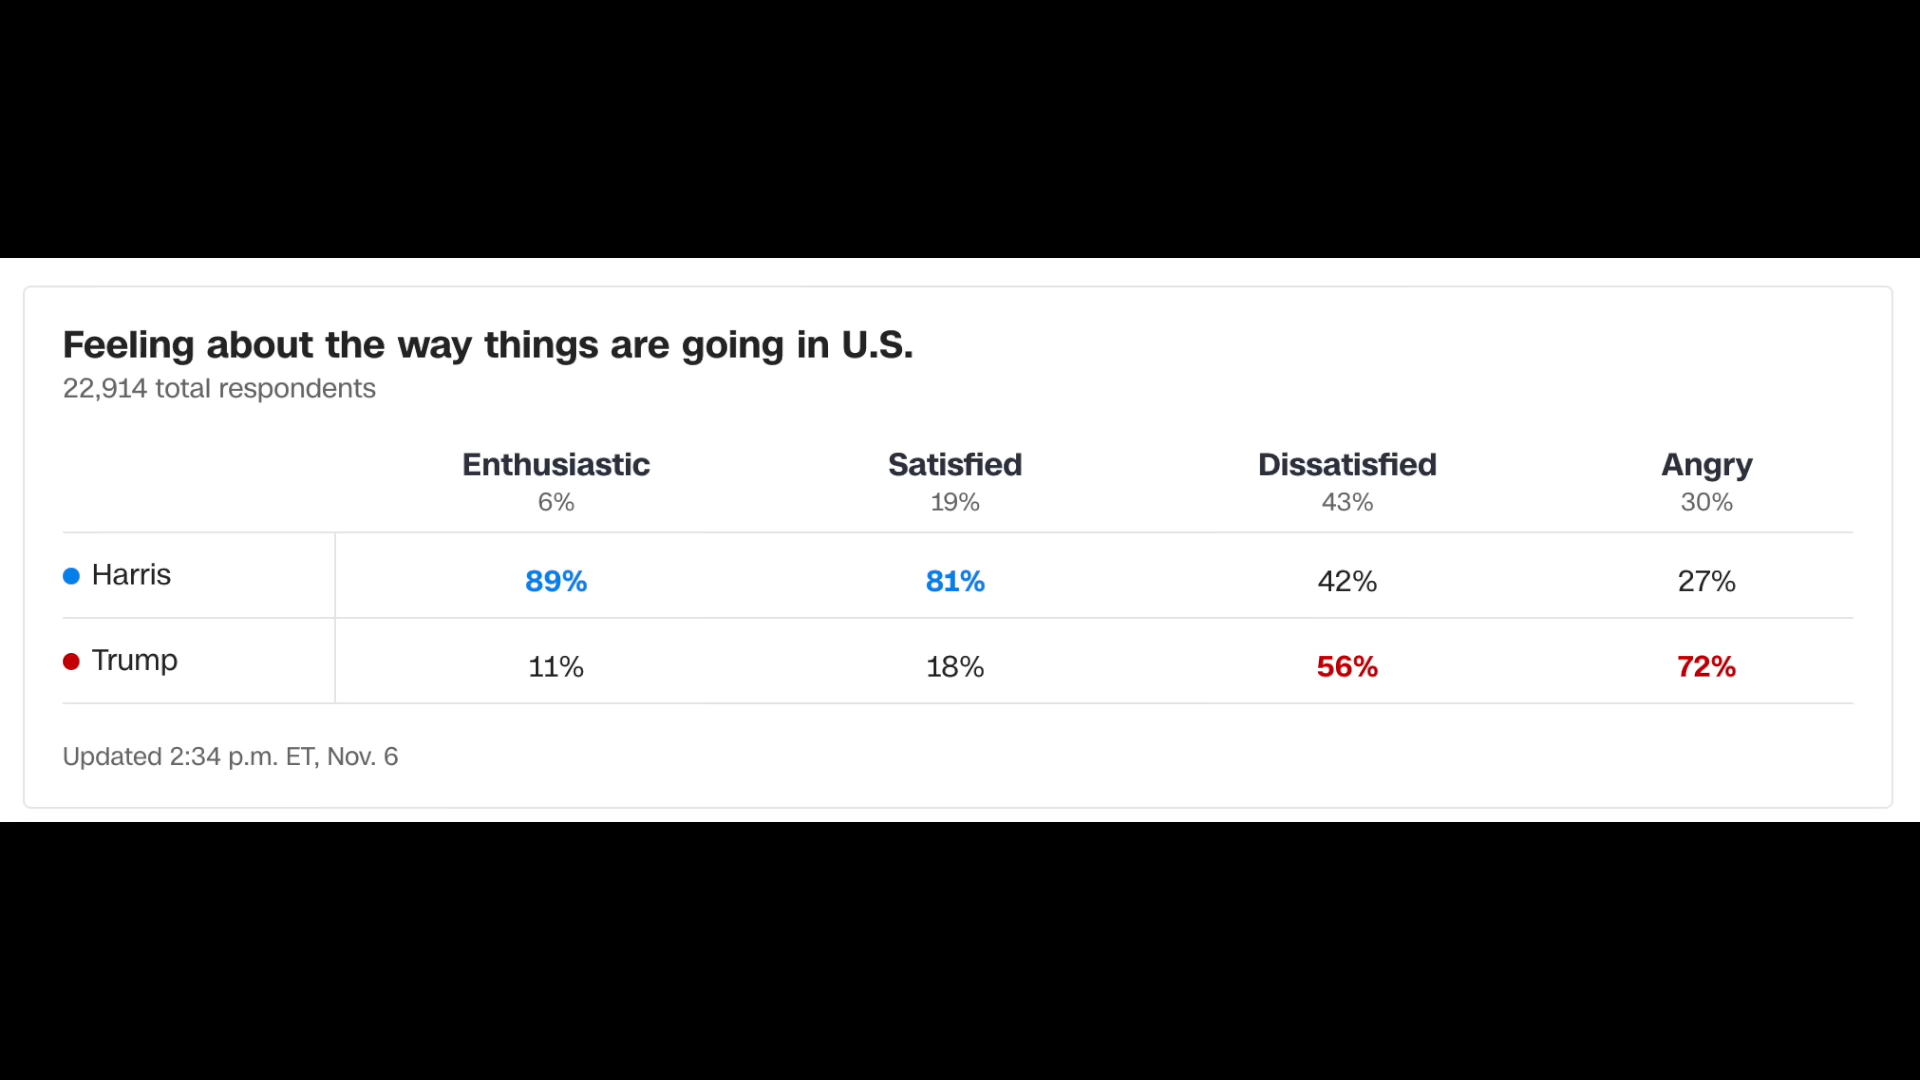 Feeling about the way things are going in U.S.
22,914 total respondents
Enthusiastic Satisfied Dissatisfied Angry
6% 19% 43% 30%
Harris 89% 81% 42% 27%
Trump 11% 18% 56% 72%
Updated 2:34 p.m. ET, Nov. 6